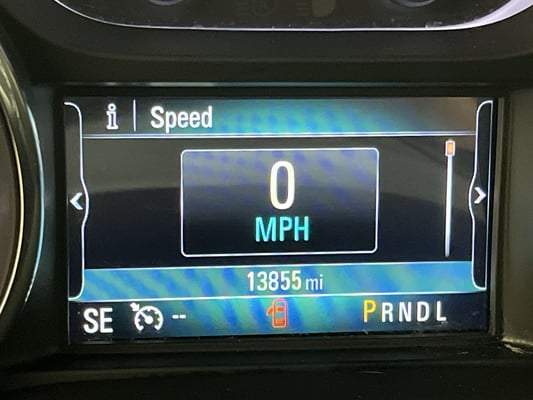 i Speed
0
MPH
13855 mi
SE -- PRNDL